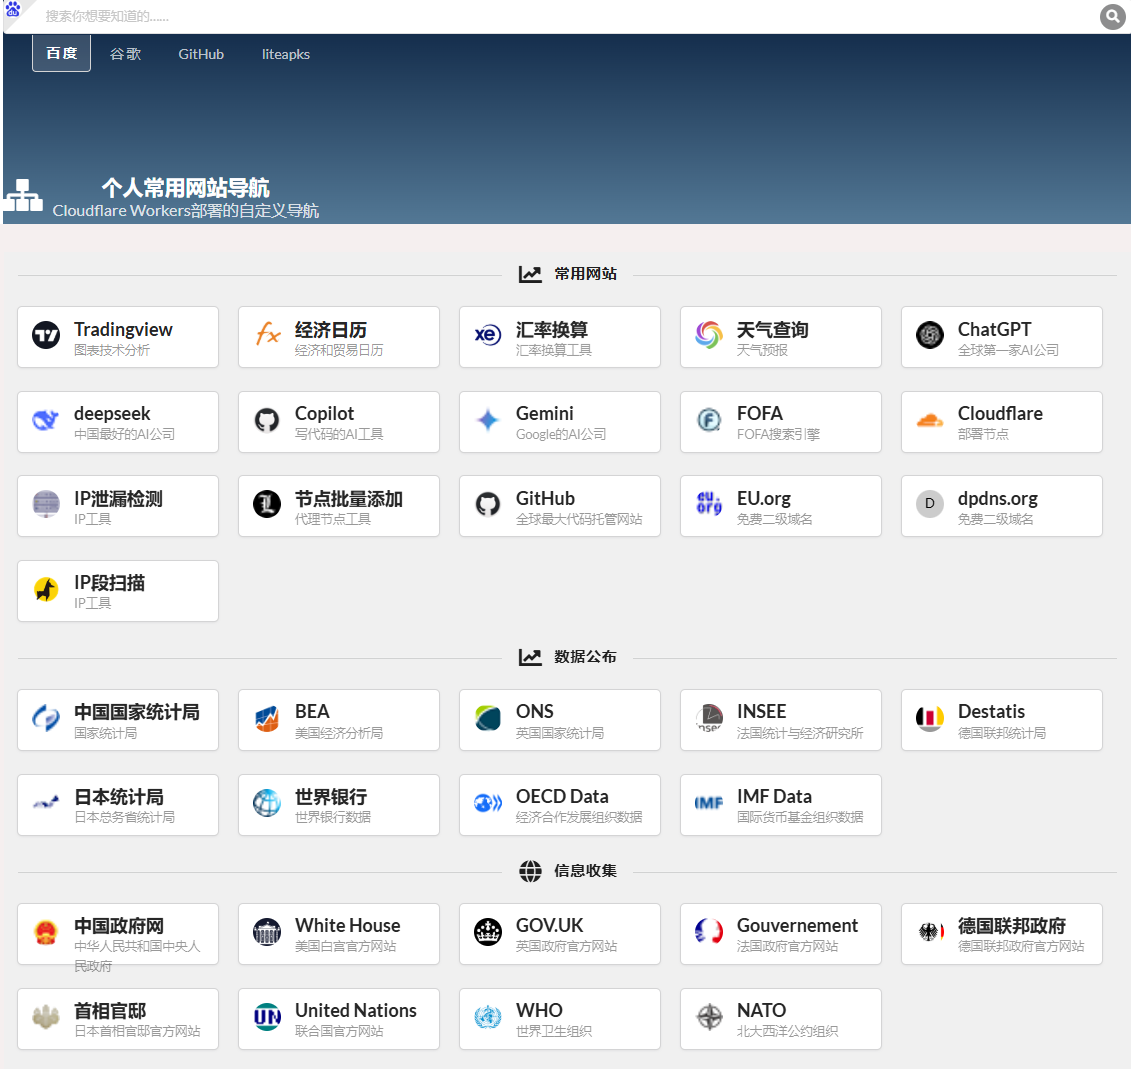 搜索你想要知道的......
百度 谷歌 GitHub liteapks
个人常用网站导航
Cloudflare Workers部署的自定义导航
常用网站
Tradingview
图表技术分析
经济日历
经济和贸易日历
汇率换算
汇率换算工具
天气查询
天气预报
ChatGPT
全球第一家AI公司
deepseek
中国最好的AI公司
Copilot
写代码的AI工具
Gemini
Google的AI公司
FOFA
FOFA搜索引擎
Cloudflare
部署节点
IP泄漏检测
IP工具
节点批量添加
代理节点工具
GitHub
全球最大代码托管网站
eu.
org
EU.org
免费二级域名
D
dpdns.org
免费二级域名
IP段扫描
IP工具
数据公布
中国国家统计局
国家统计局
BEA
美国经济分析局
ONS
英国国家统计局
Insee
INSEE
法国统计与经济研究所
Destatis
德国联邦统计局
日本统计局
日本总务省统计局
世界银行
世界银行数据
OECD Data
经济合作发展组织数据
IMF
IMF Data
国际货币基金组织数据
信息收集
中国政府网
中华人民共和国中央人
民政府
White House
美国白宫官方网站
GOV.UK
英国政府官方网站
Gouvernement
法国政府官方网站
德国联邦政府
德国联邦政府官方网站
首相官邸
日本首相官邸官方网站
UN
United Nations
联合国官方网站
WHO
世界卫生组织
NATO
北大西洋公约组织